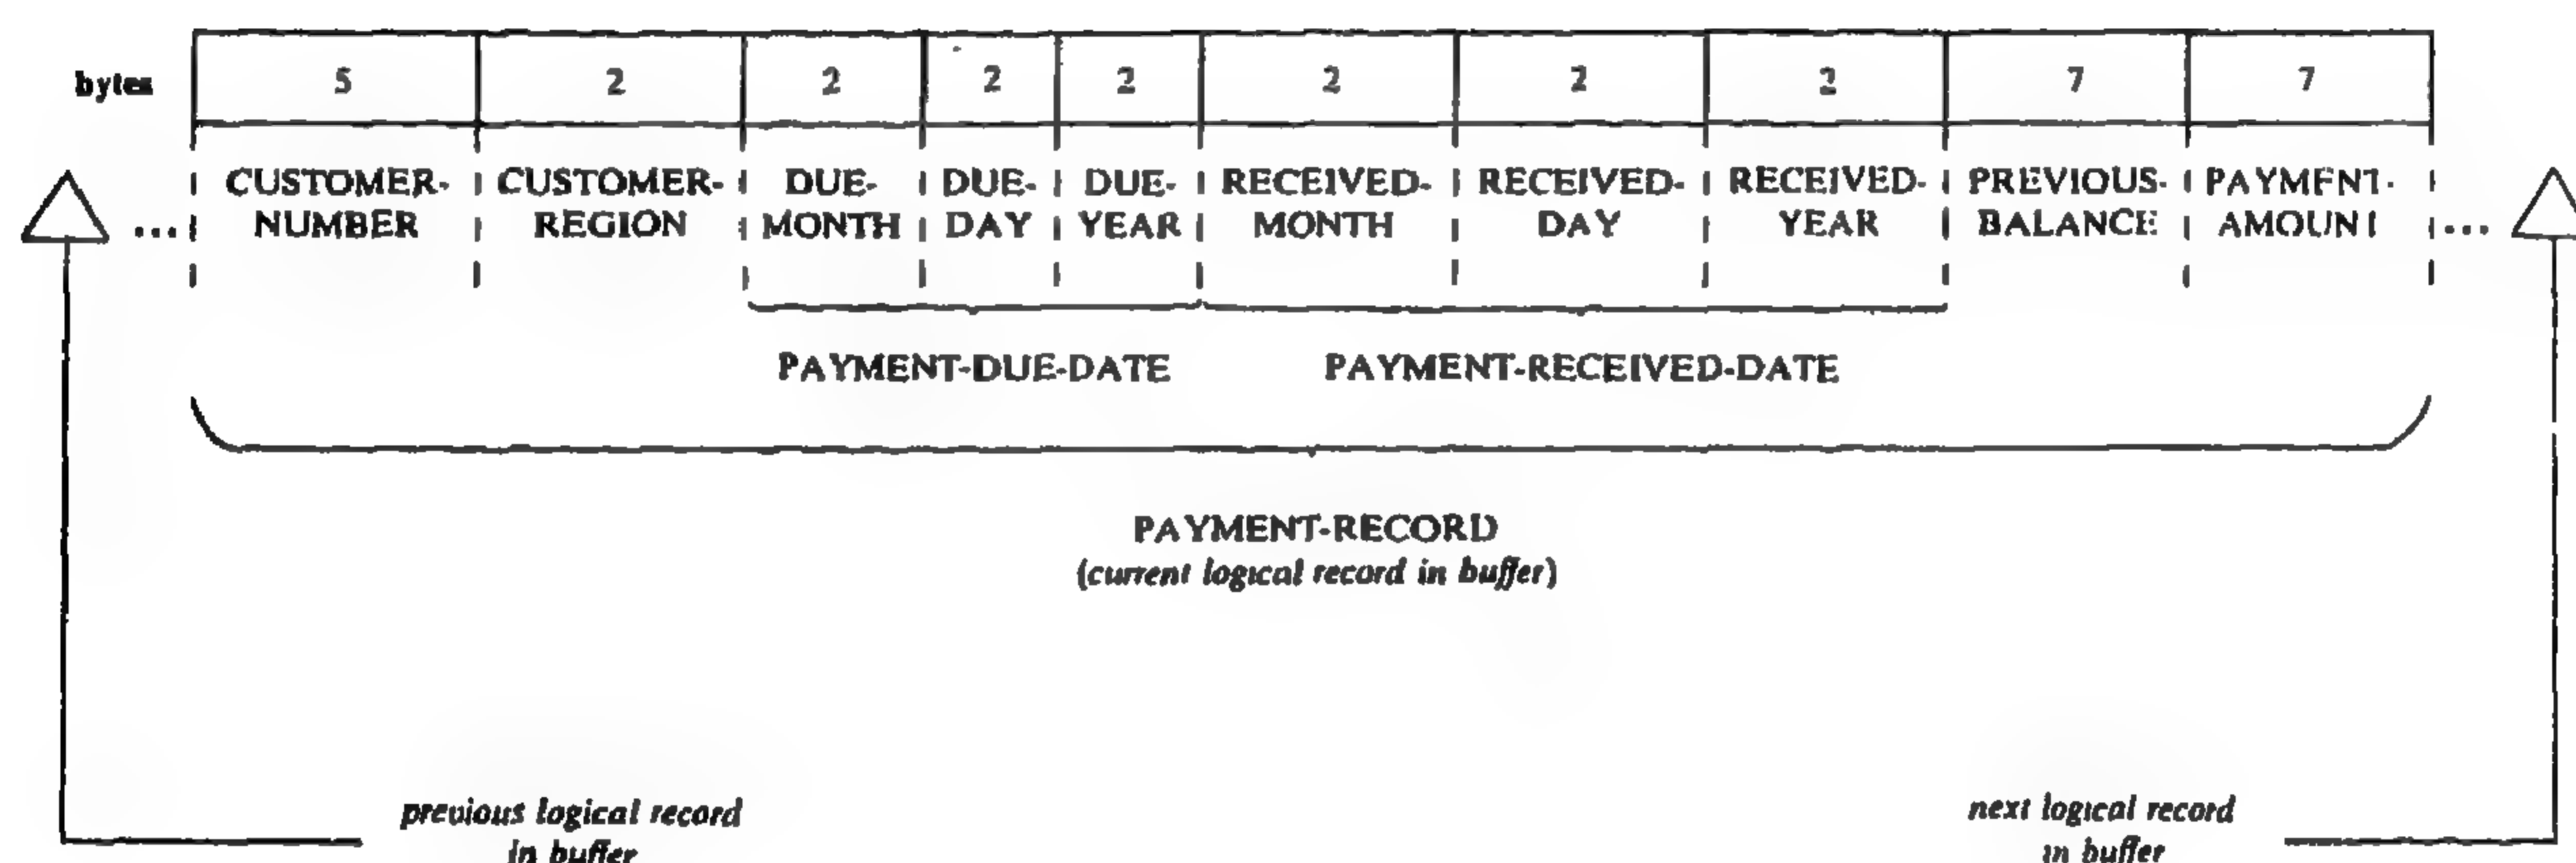 bytes 5 2 2 2 2 2 2 2 7 7
... CUSTOMER- CUSTOMER- DUE- DUE- DUE- RECEIVED- RECEIVED- RECEIVED- PREVIOUS- PAYMENT- ...
NUMBER REGION MONTH DAY YEAR MONTH DAY YEAR BALANCE AMOUNT
PAYMENT-DUE-DATE PAYMENT-RECEIVED-DATE
PAYMENT-RECORD
(current logical record in buffer)
previous logical record
in buffer
next logical record
in buffer